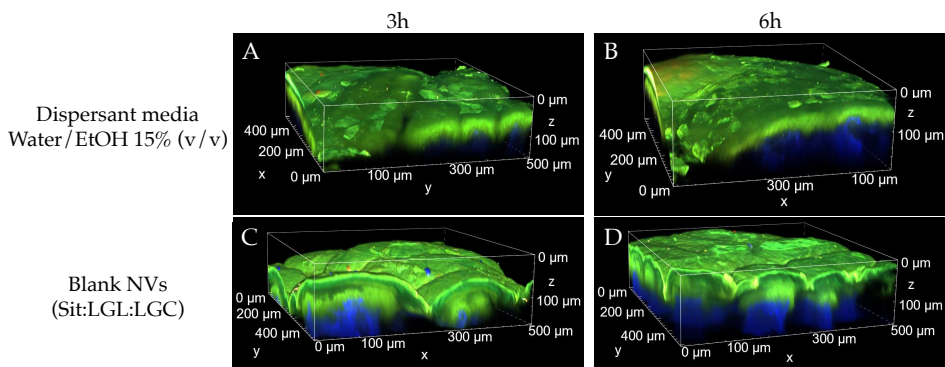 3h
6h
Dispersant media
Water/EtOH 15% (v/v)
A
0 µm
z
100 µm
500 µm
400 µm
200 µm
x
0 µm
100 µm
y
300 µm
B
0 µm
z
100 µm
400 µm
200 µm
y
0 µm
300 µm
x
100 µm
Blank NVs
(Sit:LGL:LGC)
C
0 µm
z
100 µm
500 µm
0 µm
200 µm
400 µm
y
0 µm
100 µm
x
300 µm
D
0 µm
z
100 µm
500 µm
0 µm
200 µm
400 µm
y
0 µm
100 µm
x
300 µm